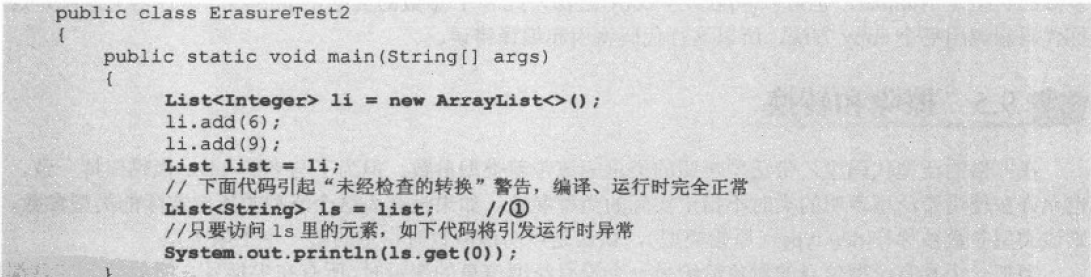 public class ErasureTest2
{
public static void main(String[] args)
{
List<Integer> li = new ArrayList<>();
li.add(6);
li.add(9);
List list = li;
// 下面代码引起“未经检查的转换”警告，编译、运行时完全正常
List<String> ls = list; //①
//只要访问 ls 里的元素，如下代码将引发运行时异常
System.out.println(ls.get(0));
}